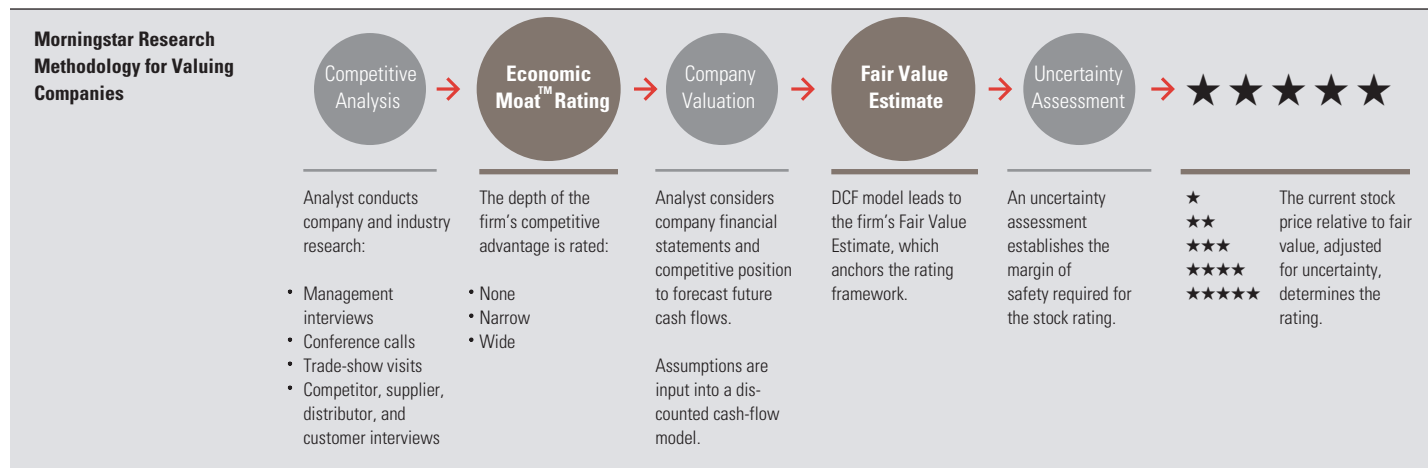 Morningstar Research
Methodology for Valuing
Companies
Competitive
Analysis
Economic
Moat™ Rating
Company
Valuation
Fair Value
Estimate
Uncertainty
Assessment
★ ★ ★ ★ ★
Analyst conducts
company and industry
research:
• Management
interviews
• Conference calls
• Trade-show visits
• Competitor, supplier,
distributor, and
customer interviews
The depth of the
firm's competitive
advantage is rated:
• None
• Narrow
• Wide
Analyst considers
company financial
statements and
competitive position
to forecast future
cash flows.
Assumptions are
input into a dis-
counted cash-flow
model.
DCF model leads to
the firm's Fair Value
Estimate, which
anchors the rating
framework.
An uncertainty
assessment
establishes the
margin of
safety required for
the stock rating.
★
★★
★★★
★★★★
★★★★★
The current stock
price relative to fair
value, adjusted
for uncertainty,
determines the
rating.